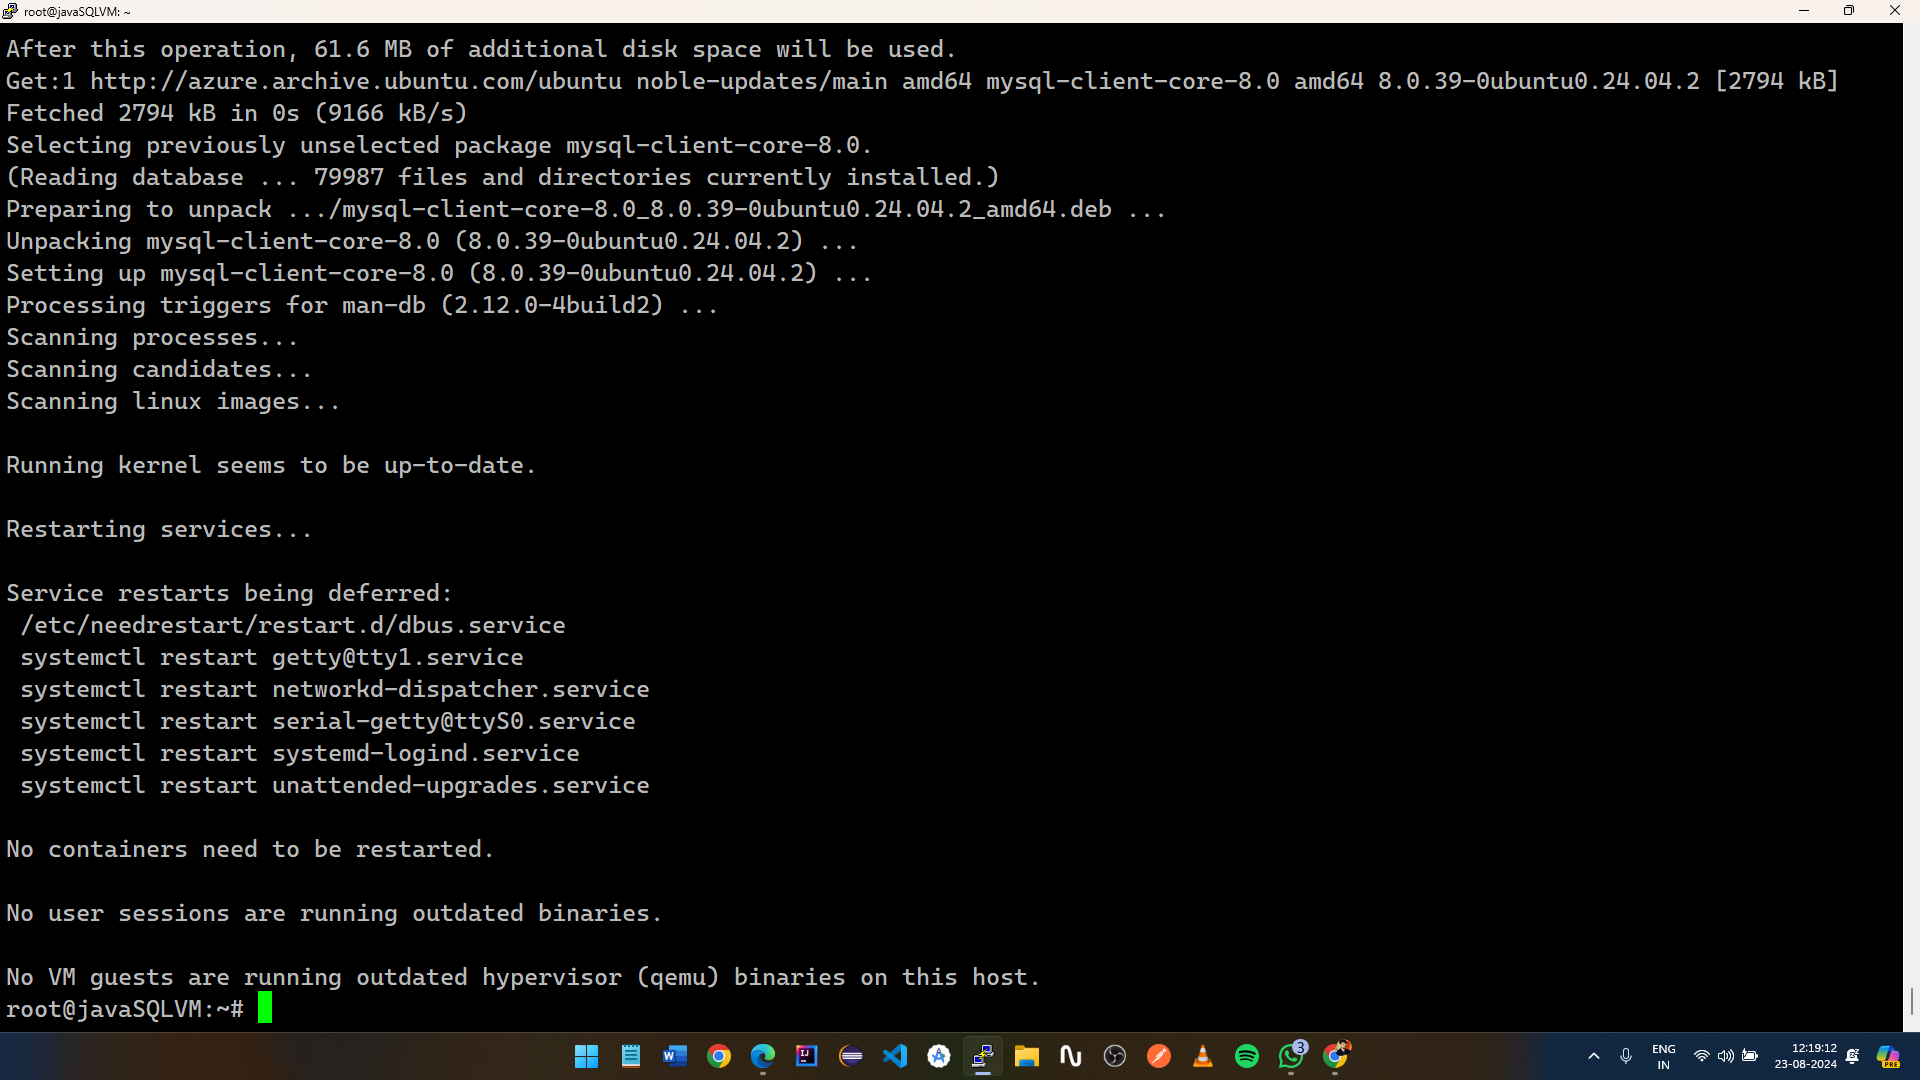 root@javaSQLVM: ~
After this operation, 61.6 MB of additional disk space will be used.
Get:1 http://azure.archive.ubuntu.com/ubuntu noble-updates/main amd64 mysql-client-core-8.0 amd64 8.0.39-0ubuntu0.24.04.2 [2794 kB]
Fetched 2794 kB in 0s (9166 kB/s)
Selecting previously unselected package mysql-client-core-8.0.
(Reading database ... 79987 files and directories currently installed.)
Preparing to unpack .../mysql-client-core-8.0_8.0.39-0ubuntu0.24.04.2_amd64.deb ...
Unpacking mysql-client-core-8.0 (8.0.39-0ubuntu0.24.04.2) ...
Setting up mysql-client-core-8.0 (8.0.39-0ubuntu0.24.04.2) ...
Processing triggers for man-db (2.12.0-4build2) ...
Scanning processes...
Scanning candidates...
Scanning linux images...
Running kernel seems to be up-to-date.
Restarting services...
Service restarts being deferred:
/etc/needrestart/restart.d/dbus.service
systemctl restart getty@tty1.service
systemctl restart networkd-dispatcher.service
systemctl restart serial-getty@ttyS0.service
systemctl restart systemd-logind.service
systemctl restart unattended-upgrades.service
No containers need to be restarted.
No user sessions are running outdated binaries.
No VM guests are running outdated hypervisor (qemu) binaries on this host.
root@javaSQLVM:~#
3
ENG
IN
12:19:12
23-08-2024
PRE